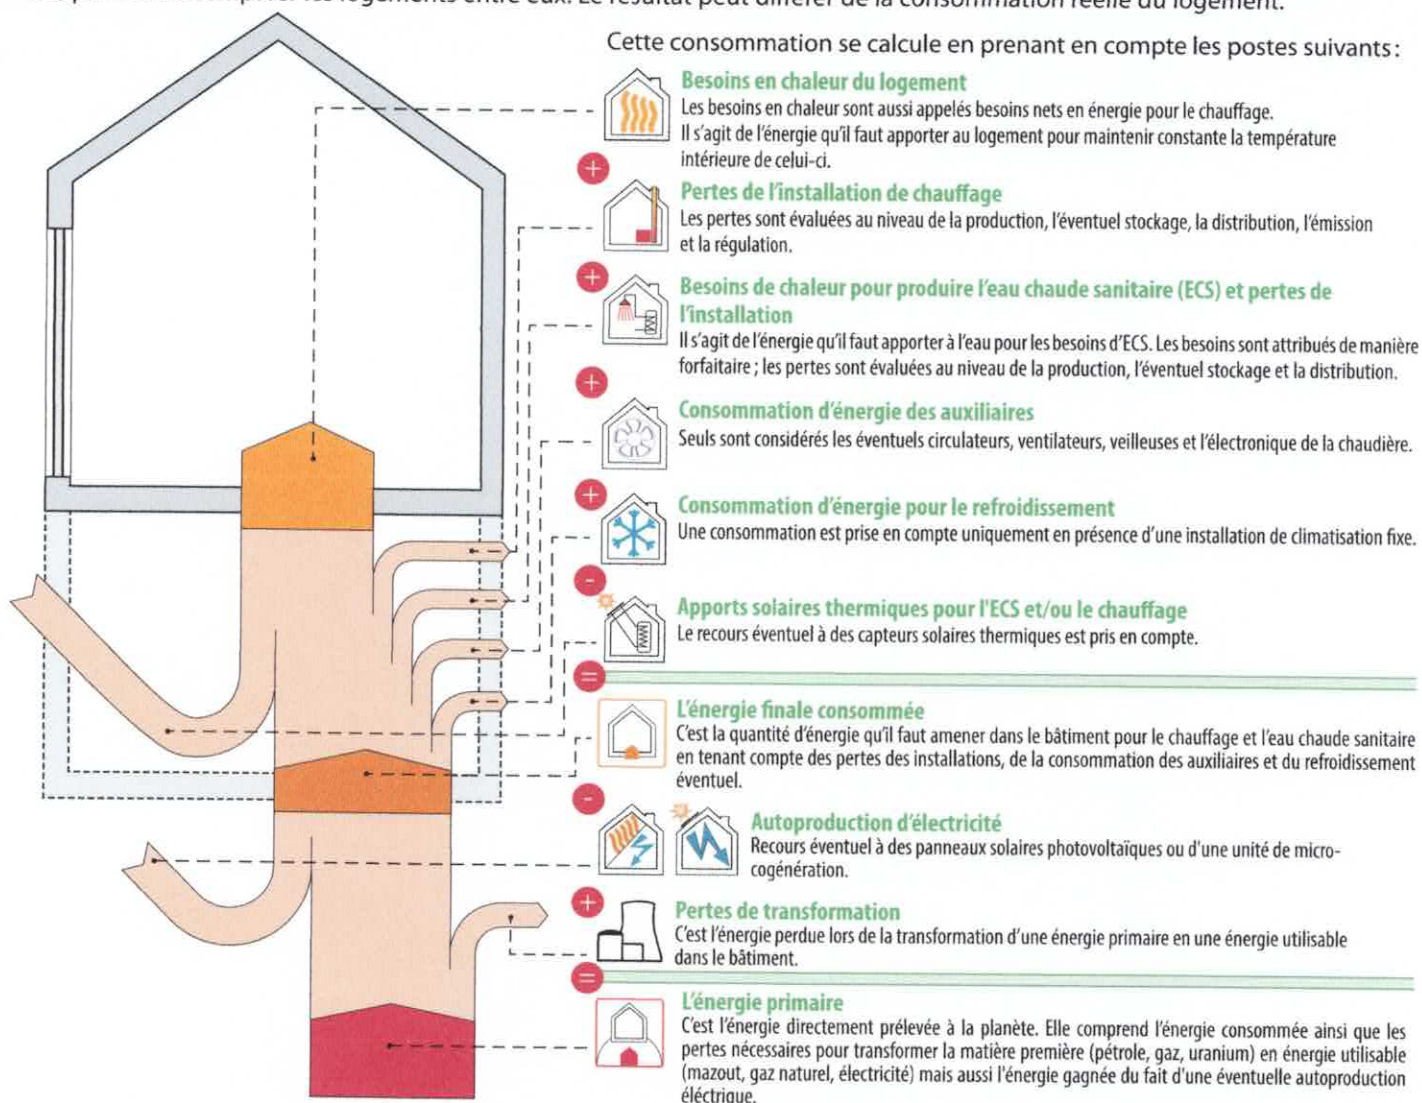 Cette consommation se calcule en prenant en compte les postes suivants :
Besoins en chaleur du logement
Les besoins en chaleur sont aussi appelés besoins nets en énergie pour le chauffage.
Il s'agit de l'énergie qu'il faut apporter au logement pour maintenir constante la température
intérieure de celui-ci.
+
Pertes de l'installation de chauffage
Les pertes sont évaluées au niveau de la production, l'éventuel stockage, la distribution, l'émission
et la régulation.
+
Besoins de chaleur pour produire l'eau chaude sanitaire (ECS) et pertes de
l'installation
Il s'agit de l'énergie qu'il faut apporter à l'eau pour les besoins d'ECS. Les besoins sont attribués de manière
forfaitaire ; les pertes sont évaluées au niveau de la production, l'éventuel stockage et la distribution.
+
Consommation d'énergie des auxiliaires
Seuls sont considérés les éventuels circulateurs, ventilateurs, veilleuses et l'électronique de la chaudière.
+
Consommation d'énergie pour le refroidissement
Une consommation est prise en compte uniquement en présence d'une installation de climatisation fixe.
-
Apports solaires thermiques pour l'ECS et/ou le chauffage
Le recours éventuel à des capteurs solaires thermiques est pris en compte.
=
L'énergie finale consommée
C'est la quantité d'énergie qu'il faut amener dans le bâtiment pour le chauffage et l'eau chaude sanitaire
en tenant compte des pertes des installations, de la consommation des auxiliaires et du refroidissement
éventuel.
-
Autoproduction d'électricité
Recours éventuel à des panneaux solaires photovoltaïques ou d'une unité de micro-
cogénération.
+
Pertes de transformation
C'est l'énergie perdue lors de la transformation d'une énergie primaire en une énergie utilisable
dans le bâtiment.
=
L'énergie primaire
C'est l'énergie directement prélevée à la planète. Elle comprend l'énergie consommée ainsi que les
pertes nécessaires pour transformer la matière première (pétrole, gaz, uranium) en énergie utilisable
(mazout, gaz naturel, électricité) mais aussi l'énergie gagnée du fait d'une éventuelle autoproduction
éléctrique.